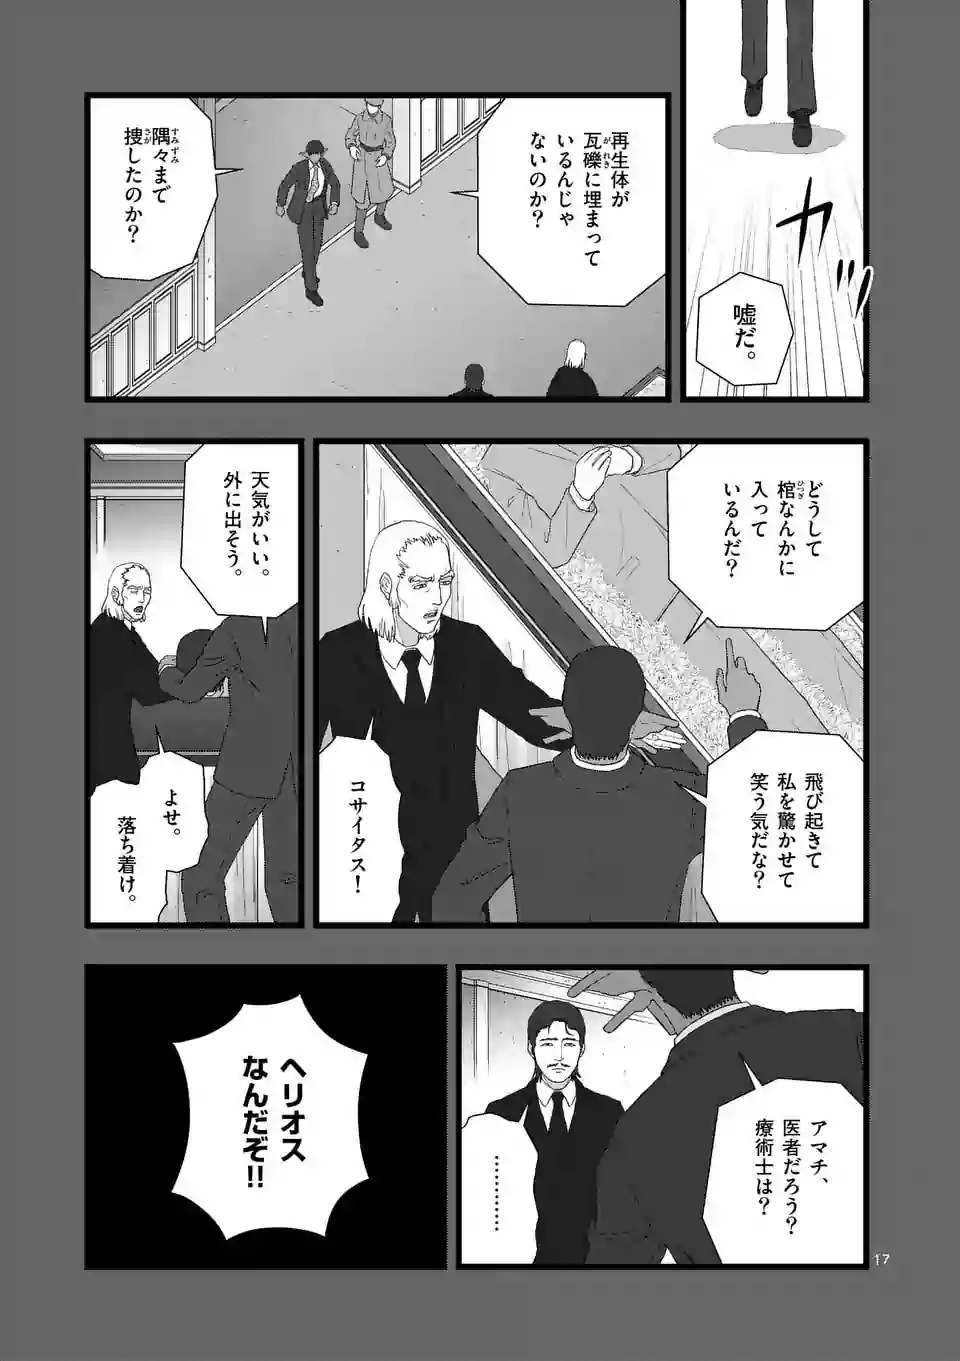 カッ
嘘だ。
再生体が
瓦礫に埋まって
いるんじゃ
ないのか?
隅々まで
捜したのか?
どうして
棺なんかに
入って
いるんだ?
飛び起きて
私を驚かせて
笑う気だな?
コサイタス!
天気がいい。
外に出そう。
よせ。
落ち着け。
アマチ、
医者だろう?
療術士は?
…………
ヘリオス
なんだぞ!!
17